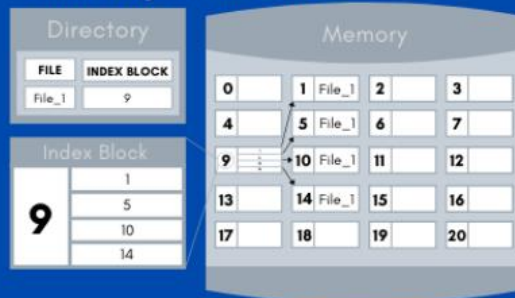 Directory
FILE INDEX BLOCK
File_1 9
Index Block
9
1
5
10
14
Memory
0 1 File_1 2 3
4 5 File_1 6 7
9 10 File_1 11 12
13 14 File_1 15 16
17 18 19 20